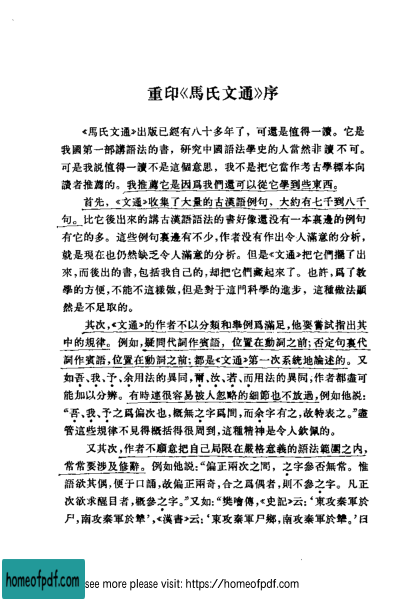 重印《馬氏文通》序
《馬氏文通》出版已經有八十多年了，可還是值得一讀。它是
我國第一部講語法的書，研究中國語法學史的人當然非讀不可。
可是我説值得一讀不是這個意思，我不是把它當作考古學標本向
讀者推薦的。我推薦它是因爲我們還可以從它學到些東西。
首先，《文通》收集了大量的古漢語例句，大約有七千到八千
句。比它後出來的講古漢語語法的書好像還没有一本裏邊的例句
有它的多。這些例句裏邊有不少，作者没有作出令人滿意的分析，
就是現在也仍然缺乏令人滿意的分析。但是《文通》把它們擺了出
來，而後出的書，包括我自己的，却把它們藏起來了。也許，爲了教
學的方便，不能不這樣做，但是對于這門科學的進步，這種做法顯
然是不足取的。
其次，《文通》的作者不以分類和舉例爲滿足，他要嘗試指出其
中的規律。例如，疑問代詞作賓語，位置在動詞之前；否定句裏代
詞作賓語，位置在動詞之前；都是《文通》第一次系統地論述的。又
如吾、我、予、余用法的異同，爾、汝、若、而用法的異同，作者都盡可
能加以分辨。有時連很容易被人忽略的細節也不放過，例如他説：
“吾、我、予之爲偏次也，概無之字爲間，而余字有之，故特表之。”盡
管這些規律不見得概括得很周到，這種精神是令人欽佩的。
又其次，作者不願意把自己局限在嚴格意義的語法範圍之内，
常常要涉及修辭。例如他説：“偏正兩次之間，之字參否無常。惟
語欲其偶，便于口誦，故偏正兩奇，合之爲偶者，則不參之字。凡正
次欲求醒目者，概參之字。”又如：“樊噲傳，《史記》云：‘東攻秦軍於
尸，南攻秦軍於犨’，《漢書》云：‘東攻秦軍尸鄉，南攻秦軍於犨。’曰
homeofpdf.com
see more please visit: https://homeofpdf.com